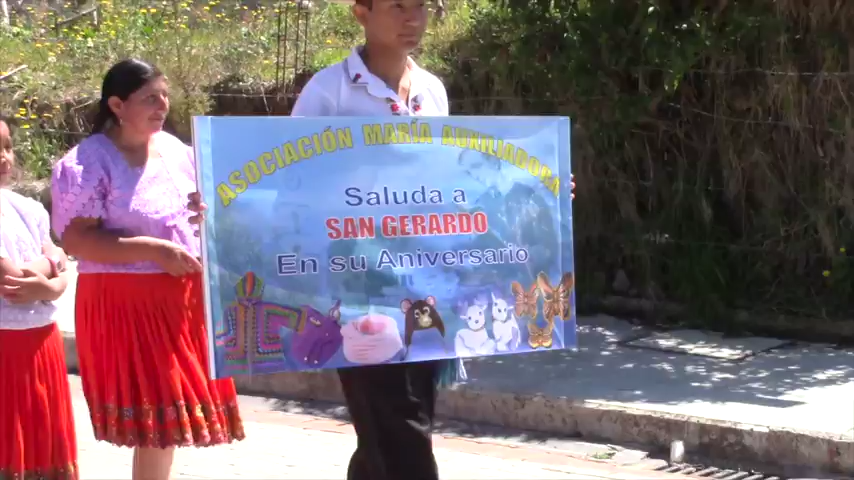 ASOCIACIÓN MARÍA AUXILIADORA
Saluda a
SAN GERARDO
En su Aniversario